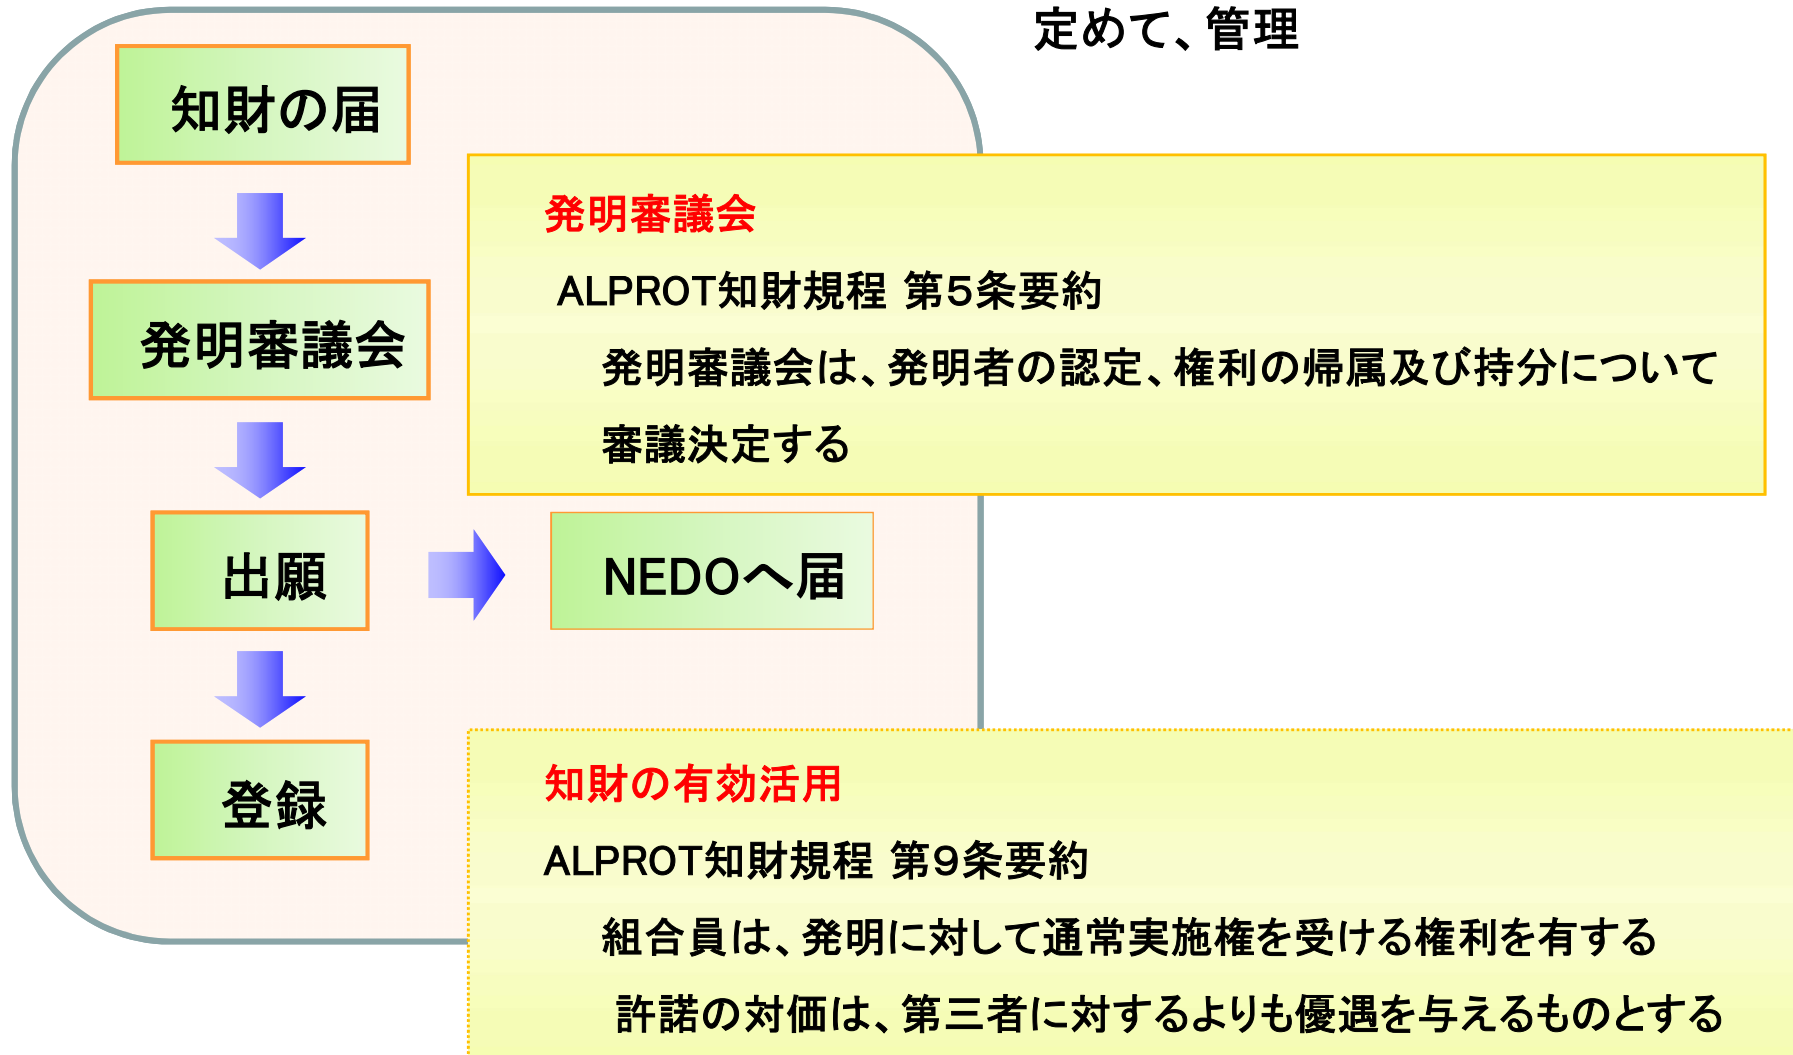 定めて、管理
知財の届
発明審議会
ALPROT知財規程 第5条要約
発明審議会は、発明者の認定、権利の帰属及び持分について
審議決定する
発明審議会
出願
NEDOへ届
登録
知財の有効活用
ALPROT知財規程 第9条要約
組合員は、発明に対して通常実施権を受ける権利を有する
許諾の対価は、第三者に対するよりも優遇を与えるものとする